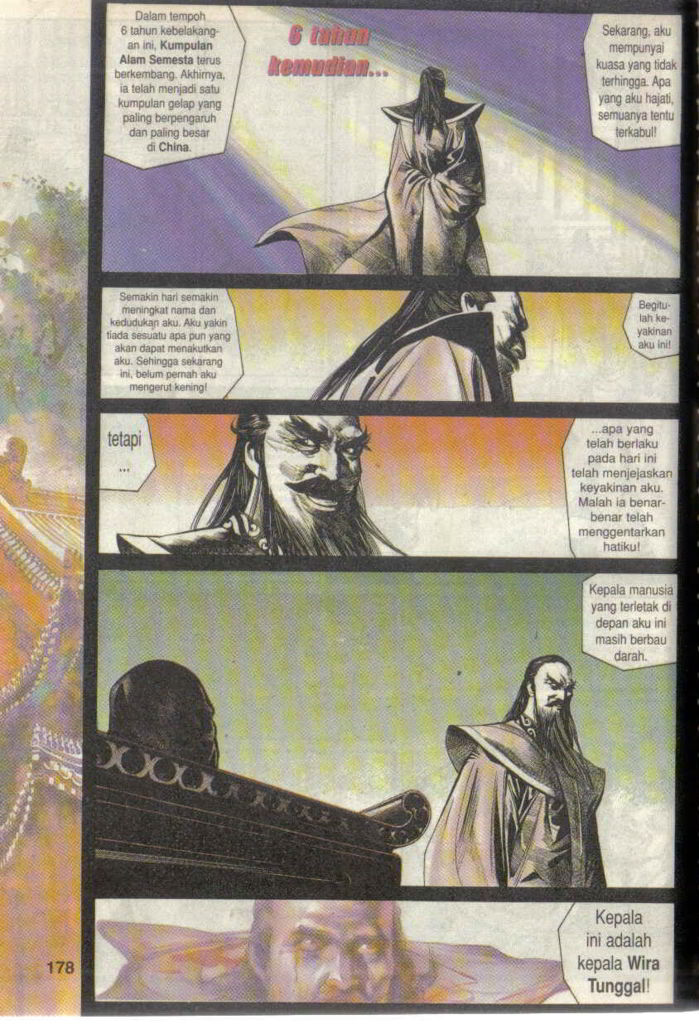 Dalam tempoh
6 tahun kebelakang-
an ini, Kumpulan
Alam Semesta terus
berkembang. Akhirnya,
ia telah menjadi satu
kumpulan gelap yang
paling berpengaruh
dan paling besar
di China.
6 tahun
kemudian...
Sekarang, aku
mempunyai
kuasa yang tidak
terhingga. Apa
yang aku hajati,
semuanya tentu
terkabul!
Semakin hari semakin
meningkat nama dan
kedudukan aku. Aku yakin
tiada sesuatu apa pun yang
akan dapat menakutkan
aku. Sehingga sekarang
ini, belum pernah aku
mengerut kening!
Begitu-
lah ke-
yakinan
aku ini!
tetapi
...
...apa yang
telah berlaku
pada hari ini
telah menjejaskan
keyakinan aku.
Malah ia benar-
benar telah
menggentarkan
hatiku!
Kepala manusia
yang terletak di
depan aku ini
masih berbau
darah.
Kepala
ini adalah
kepala Wira
Tunggal!
178